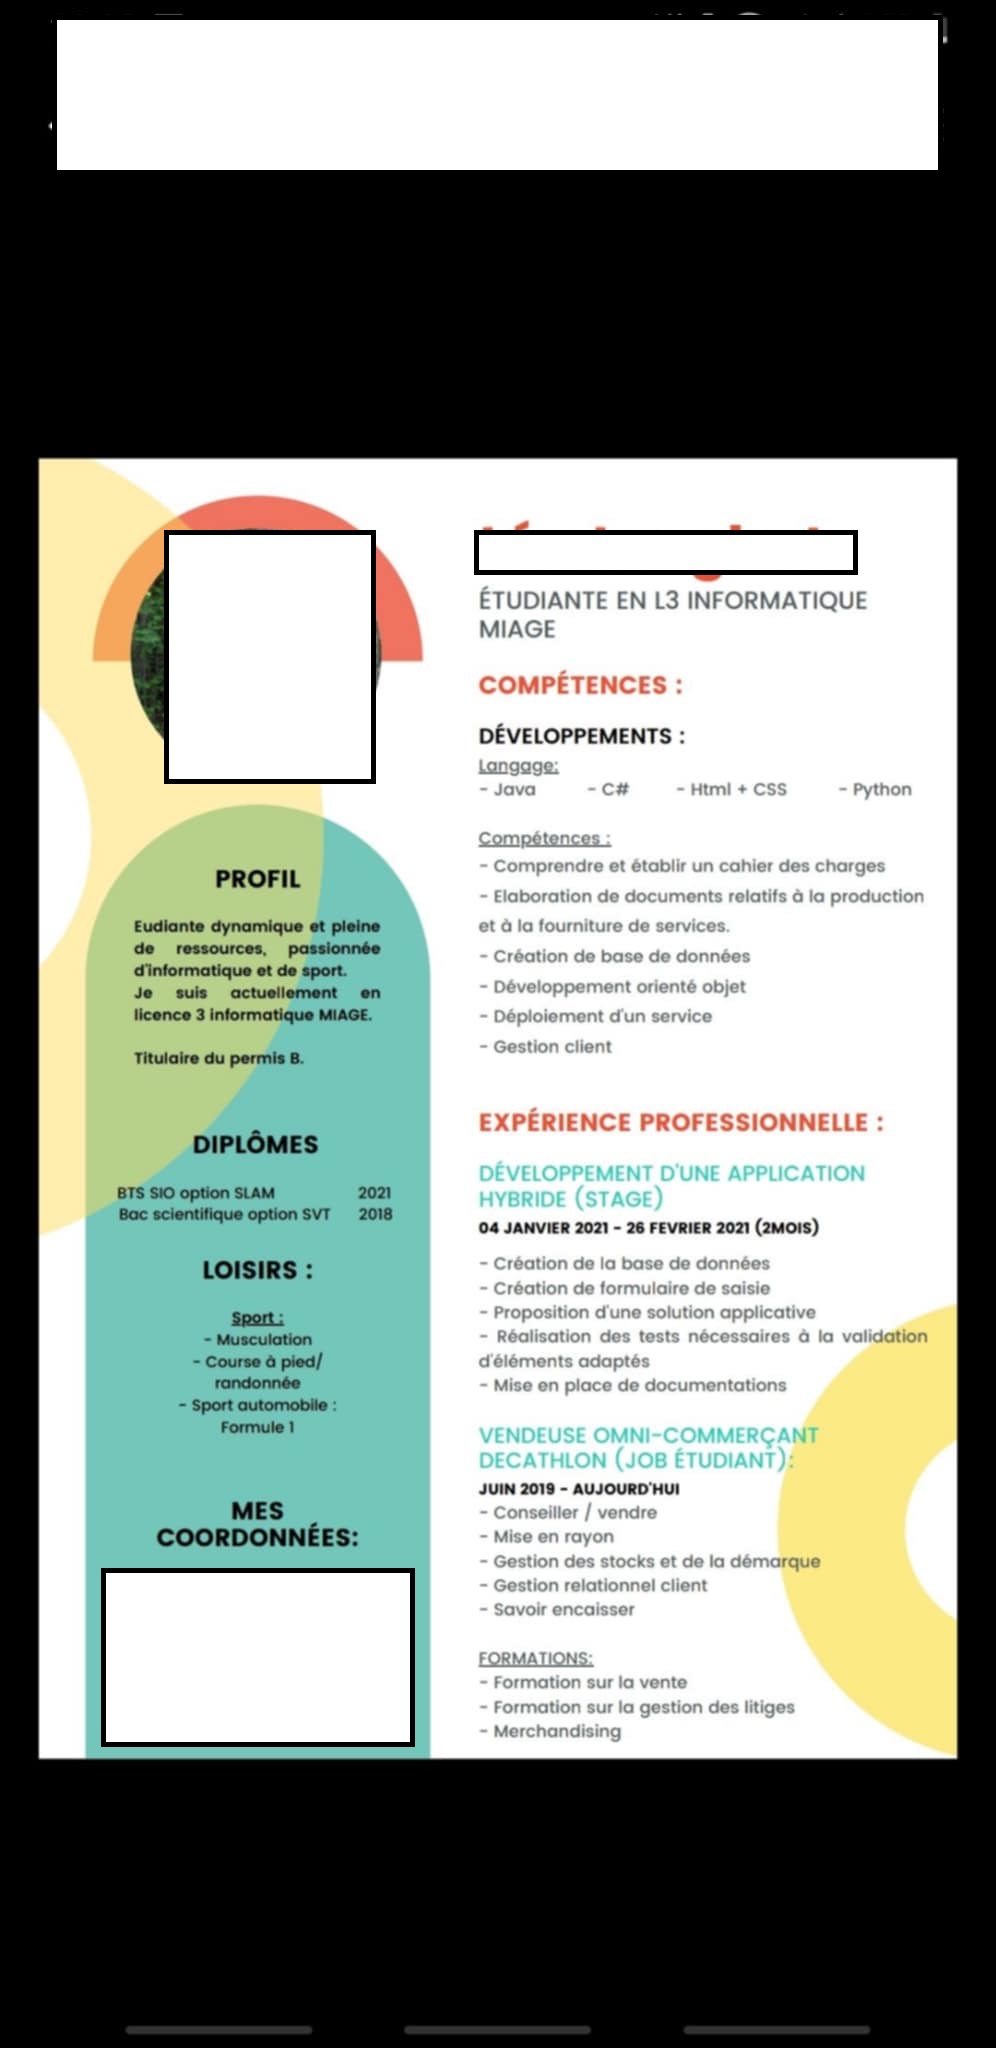 ÉTUDIANTE EN L3 INFORMATIQUE
MIAGE
COMPÉTENCES :
DÉVELOPPEMENTS :
Langage:
- Java - C# - Html + CSS - Python
Compétences :
- Comprendre et établir un cahier des charges
- Elaboration de documents relatifs à la production
et à la fourniture de services.
- Création de base de données
- Développement orienté objet
- Déploiement d'un service
- Gestion client
EXPÉRIENCE PROFESSIONNELLE :
DÉVELOPPEMENT D'UNE APPLICATION
HYBRIDE (STAGE)
04 JANVIER 2021 - 26 FEVRIER 2021 (2MOIS)
- Création de la base de données
- Création de formulaire de saisie
- Proposition d'une solution applicative
- Réalisation des tests nécessaires à la validation
d'éléments adaptés
- Mise en place de documentations
VENDEUSE OMNI-COMMERÇANT
DECATHLON (JOB ÉTUDIANT):
JUIN 2019 - AUJOURD'HUI
- Conseiller / vendre
- Mise en rayon
- Gestion des stocks et de la démarque
- Gestion relationnel client
- Savoir encaisser
FORMATIONS:
- Formation sur la vente
- Formation sur la gestion des litiges
- Merchandising
PROFIL
Eudiante dynamique et pleine
de ressources, passionnée
d'informatique et de sport.
Je suis actuellement en
licence 3 informatique MIAGE.
Titulaire du permis B.
DIPLÔMES
BTS SIO option SLAM 2021
Bac scientifique option SVT 2018
LOISIRS :
Sport :
- Musculation
- Course à pied/
randonnée
- Sport automobile :
Formule 1
MES
COORDONNÉES: